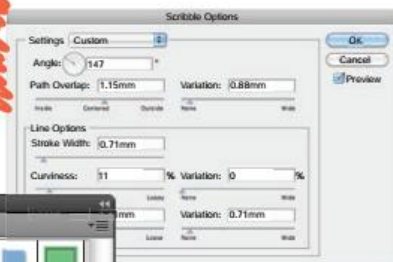 Scribble Options
Settings Custom
Angle: 147 °
Path Overlap: 1.15mm Variation: 0.88mm
Inside Centered Outside None Wide
Line Options
Stroke Width: 0.71mm
Curviness: 11 % Variation: 0 %
Loose None Wide
Variation: 0.71mm
Loose None Wide
OK
Cancel
Preview